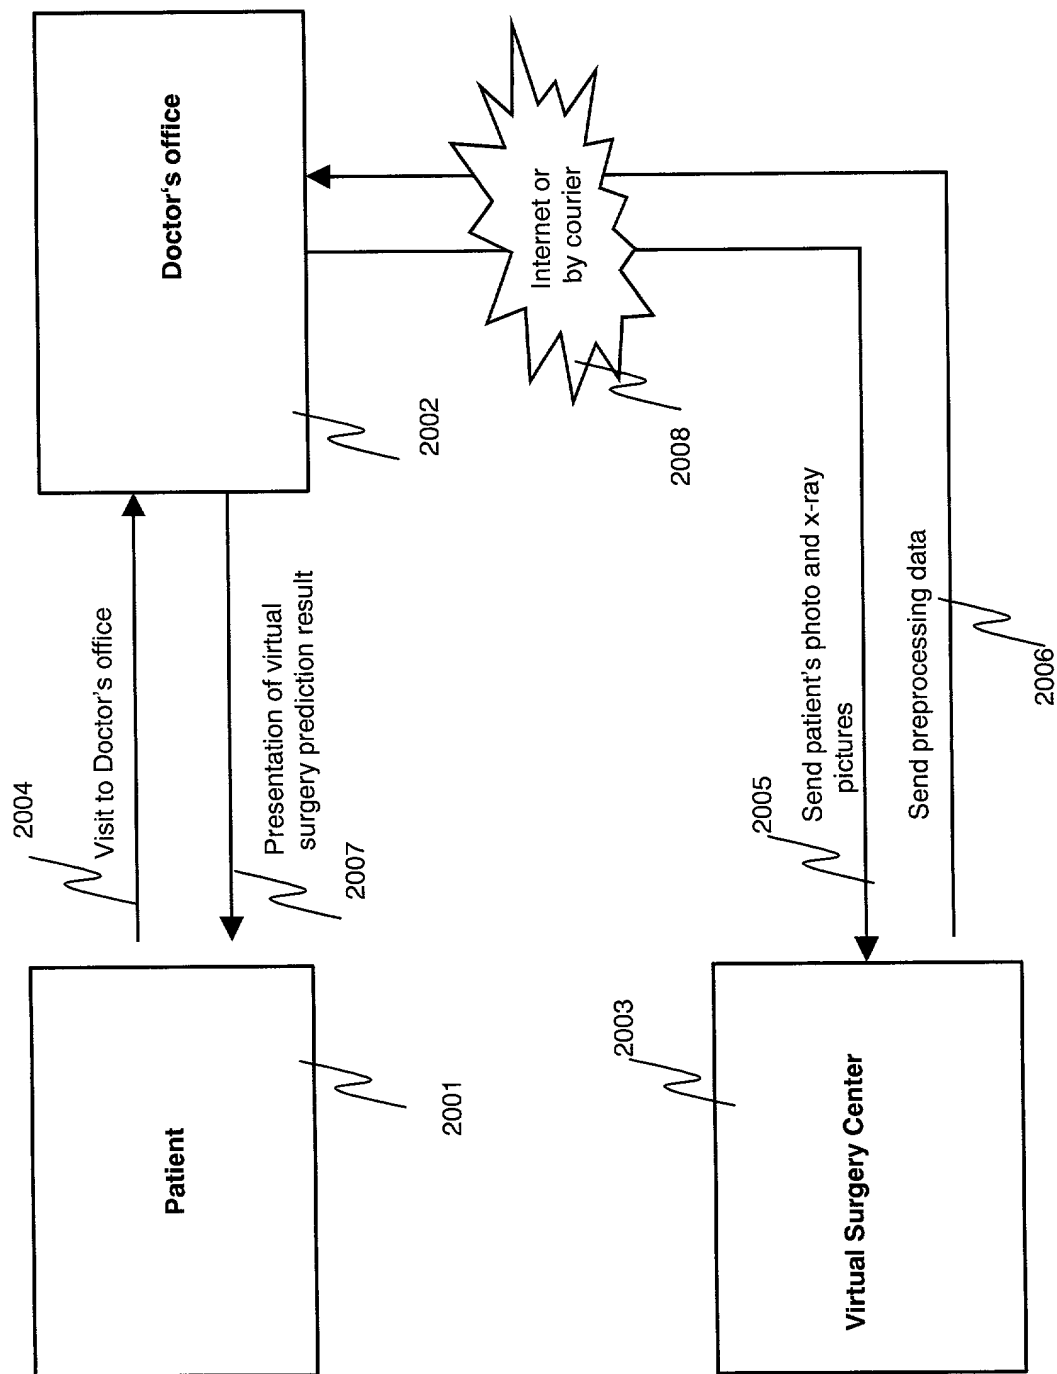 Patient
2001
2004
Visit to Doctor's office
Presentation of virtual
surgery prediction result
2007
Doctor's office
2002
Internet or
by courier
2008
Virtual Surgery Center
2003
2005
Send patient's photo and x-ray
pictures
Send preprocessing data
2006